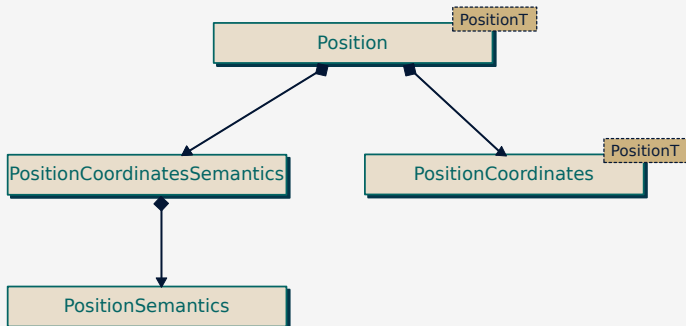 PositionT
Position
PositionT
PositionCoordinatesSemantics
PositionCoordinates
PositionSemantics